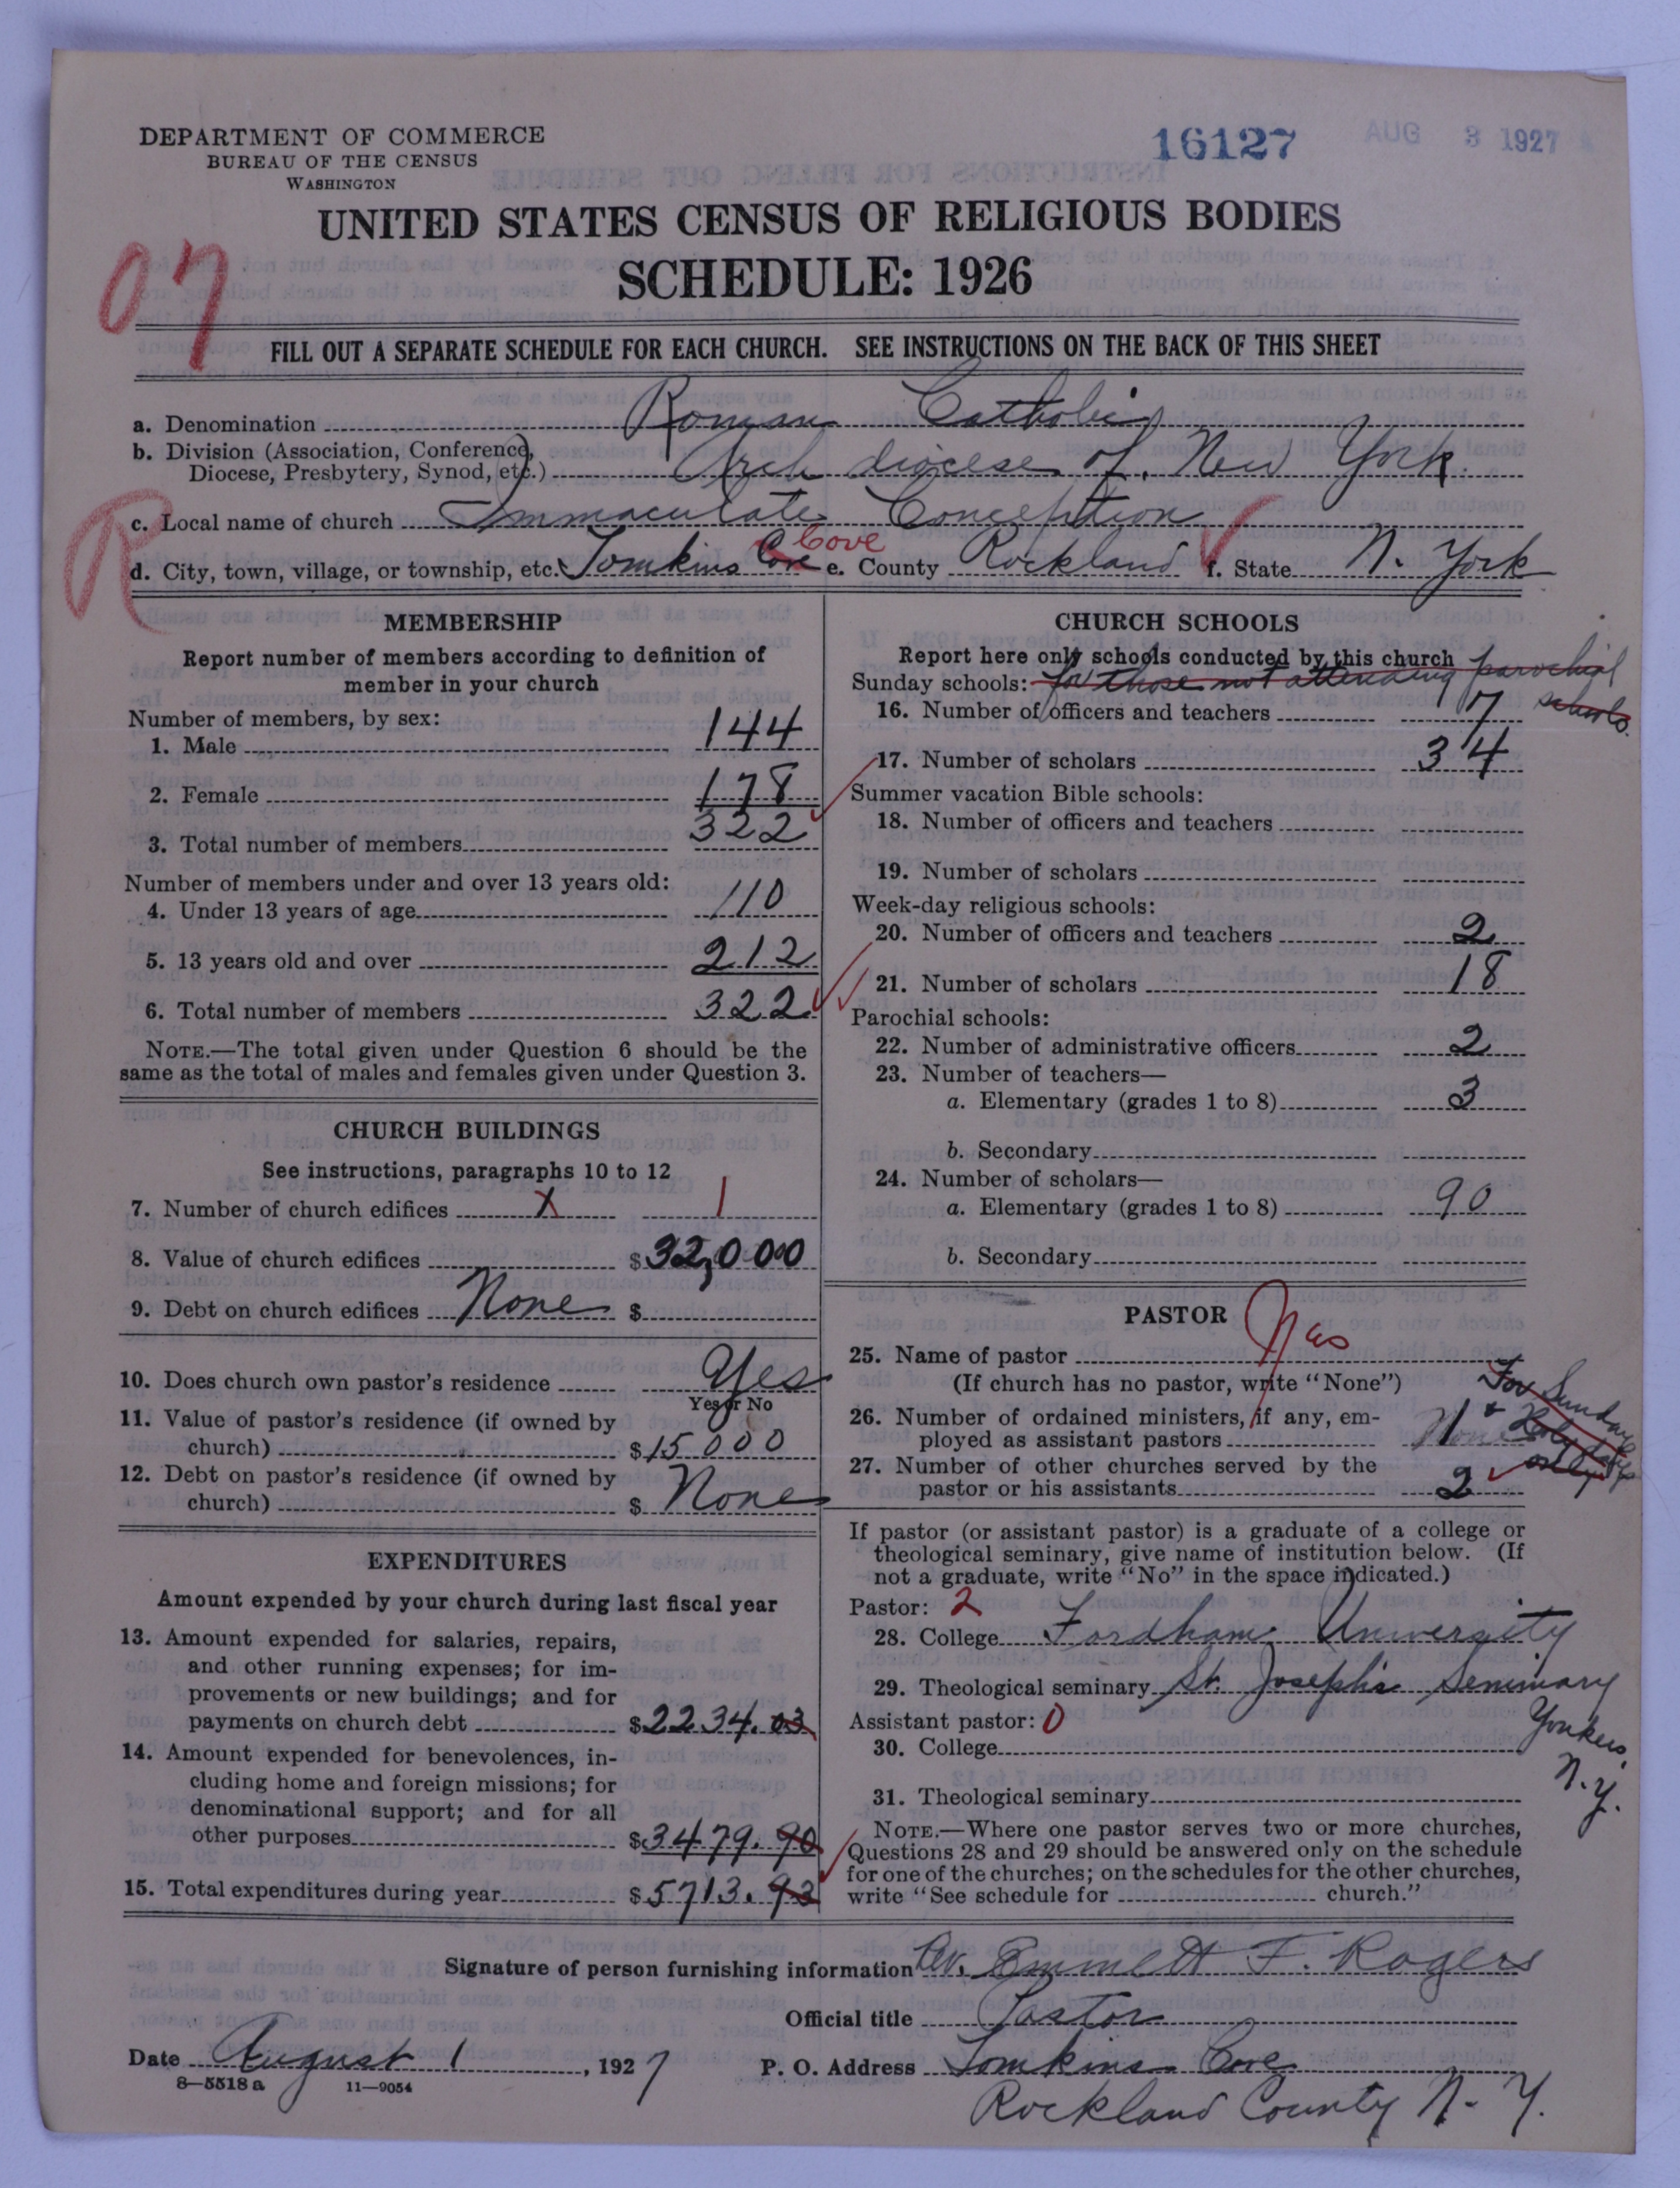 DEPARTMENT OF COMMERCE
BUREAU OF THE CENSUS
WASHINGTON
16127 AUG 3 1927
UNITED STATES CENSUS OF RELIGIOUS BODIES
SCHEDULE: 1926
07
FILL OUT A SEPARATE SCHEDULE FOR EACH CHURCH. SEE INSTRUCTIONS ON THE BACK OF THIS SHEET
a. Denomination Roman Catholic
b. Division (Association, Conference,
Diocese, Presbytery, Synod, etc.) Arch diocese of New York
R
c. Local name of church Immaculate Conception
d. City, town, village, or township, etc. Tomkins Cove Cove e. County Rockland f. State N. York
MEMBERSHIP
Report number of members according to definition of
member in your church
Number of members, by sex:
1. Male 144
2. Female 178
3. Total number of members 322
Number of members under and over 13 years old:
4. Under 13 years of age 110
5. 13 years old and over 212
6. Total number of members 322
NOTE.—The total given under Question 6 should be the
same as the total of males and females given under Question 3.
CHURCH BUILDINGS
See instructions, paragraphs 10 to 12
7. Number of church edifices X 1
8. Value of church edifices $32,000
9. Debt on church edifices None $
10. Does church own pastor's residence Yes
Yes or No
11. Value of pastor's residence (if owned by
church) $15000
12. Debt on pastor's residence (if owned by
church) $ None
EXPENDITURES
Amount expended by your church during last fiscal year
13. Amount expended for salaries, repairs,
and other running expenses; for im-
provements or new buildings; and for
payments on church debt $2234.03
14. Amount expended for benevolences, in-
cluding home and foreign missions; for
denominational support; and for all
other purposes $3479.90
15. Total expenditures during year $5713.93
CHURCH SCHOOLS
Report here only schools conducted by this church
Sunday schools: for those not attending parochial
schools.
16. Number of officers and teachers 7
17. Number of scholars 34
Summer vacation Bible schools:
18. Number of officers and teachers
19. Number of scholars
Week-day religious schools:
20. Number of officers and teachers 2
21. Number of scholars 18
Parochial schools:
22. Number of administrative officers 2
23. Number of teachers—
a. Elementary (grades 1 to 8) 3
b. Secondary
24. Number of scholars—
a. Elementary (grades 1 to 8) 90
b. Secondary
PASTOR
25. Name of pastor
(If church has no pastor, write "None")
26. Number of ordained ministers, if any, em-
ployed as assistant pastors 1 None For Sundays & Holydays only
27. Number of other churches served by the
pastor or his assistants 2
If pastor (or assistant pastor) is a graduate of a college or
theological seminary, give name of institution below. (If
not a graduate, write "No" in the space indicated.)
Pastor: 2
28. College Fordham University
29. Theological seminary St. Joseph's Seminary
Yonkers
N.Y.
Assistant pastor: 0
30. College
31. Theological seminary
NOTE.—Where one pastor serves two or more churches,
Questions 28 and 29 should be answered only on the schedule
for one of the churches; on the schedules for the other churches,
write "See schedule for church."
Signature of person furnishing information Rev. Emmett F. Rogers
Official title Pastor
Date August 1, 1927 P. O. Address Tomkins Cove
8—5518 a 11—9054
Rockland County N. Y.